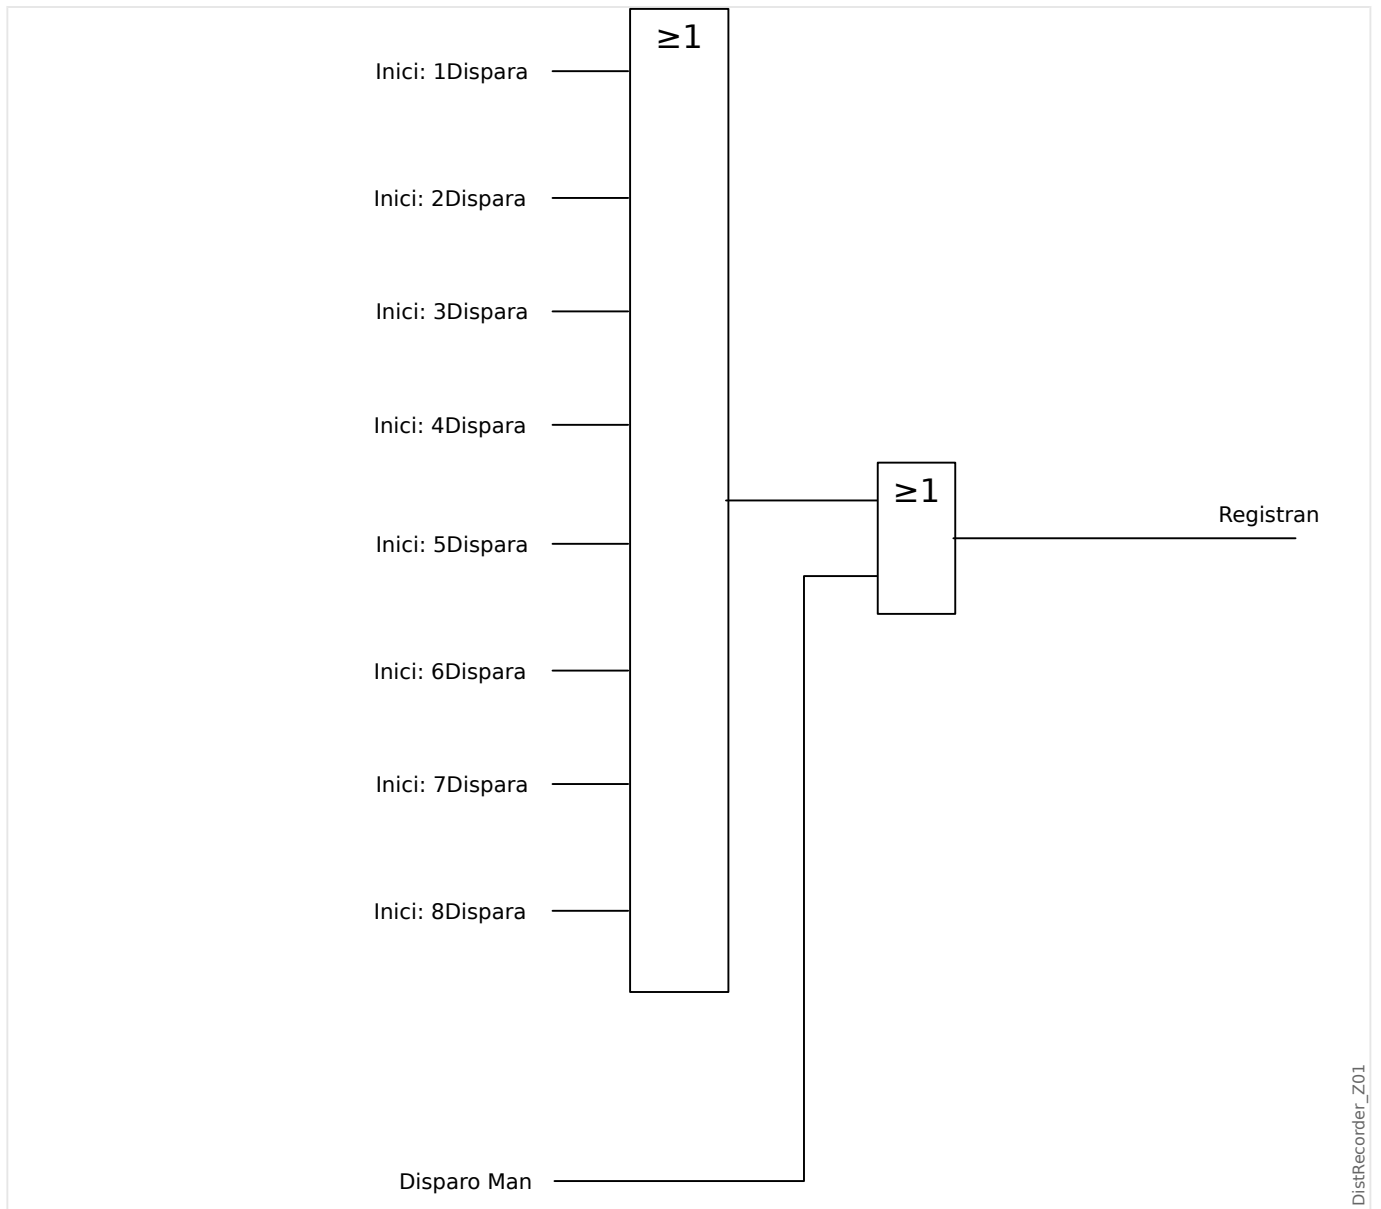 ≥1
Inici: 1Dispara
Inici: 2Dispara
Inici: 3Dispara
Inici: 4Dispara
≥1
Registran
Inici: 5Dispara
Inici: 6Dispara
Inici: 7Dispara
Inici: 8Dispara
Disparo Man
DistRecorder_Z01